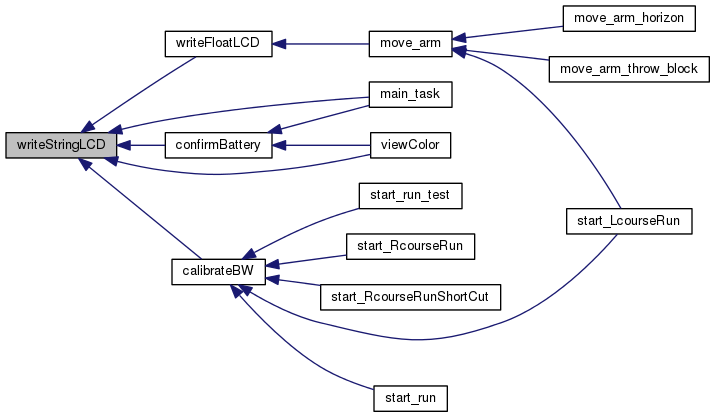 move_arm_horizon
writeFloatLCD
move_arm
move_arm_throw_block
main_task
writeStringLCD
confirmBattery
viewColor
start_run_test
start_LcourseRun
start_RcourseRun
calibrateBW
start_RcourseRunShortCut
start_run